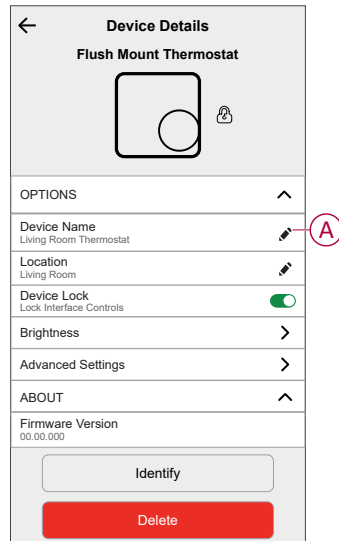 Device Details
Flush Mount Thermostat
OPTIONS
Device Name
Living Room Thermostat
A
Location
Living Room
Device Lock
Lock Interface Controls
Brightness
Advanced Settings
ABOUT
Firmware Version
00.00.000
Identify
Delete